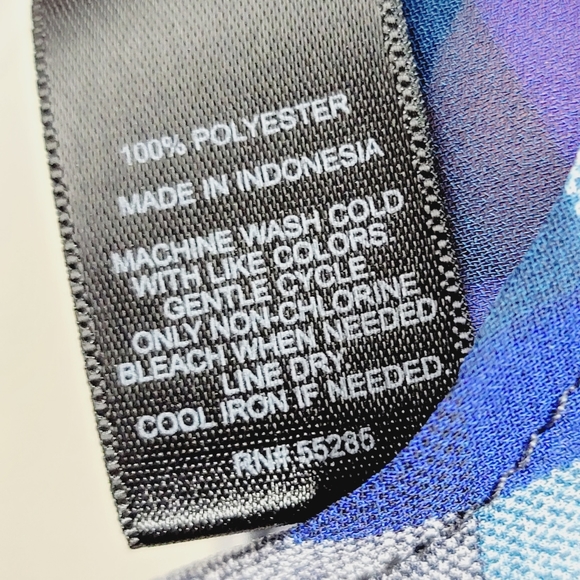 100% POLYESTER
MADE IN INDONESIA
MACHINE WASH COLD
WITH LIKE COLORS.
GENTLE CYCLE
ONLY NON-CHLORINE
BLEACH WHEN NEEDED
LINE DRY
COOL IRON IF NEEDED.
RN# 55285